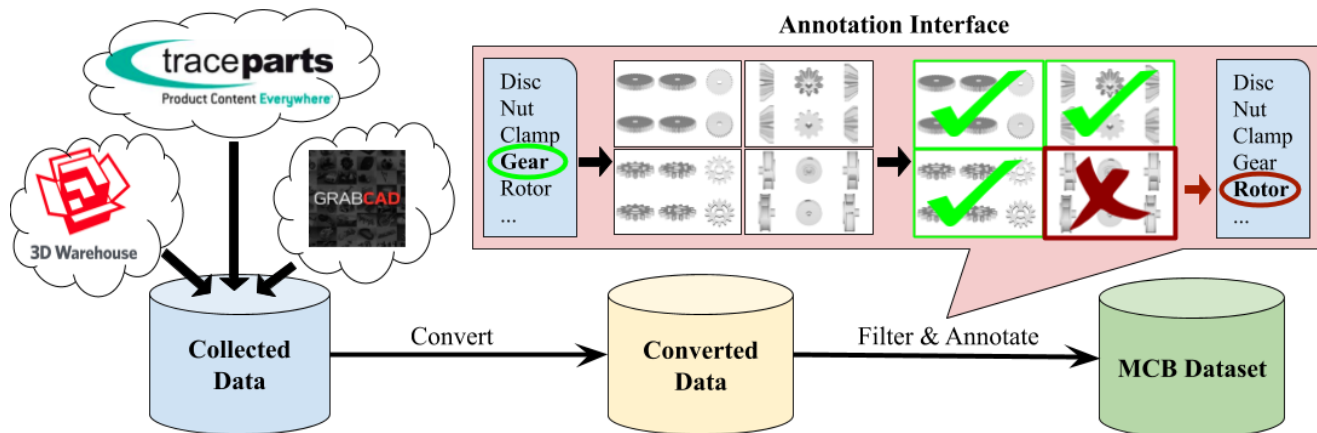 Annotation Interface
traceparts
Product Content Everywhere
3D Warehouse
GRABCAD
Disc
Nut
Clamp
Gear
Rotor
...
Disc
Nut
Clamp
Gear
Rotor
...
Collected
Data
Convert
Converted
Data
Filter & Annotate
MCB Dataset